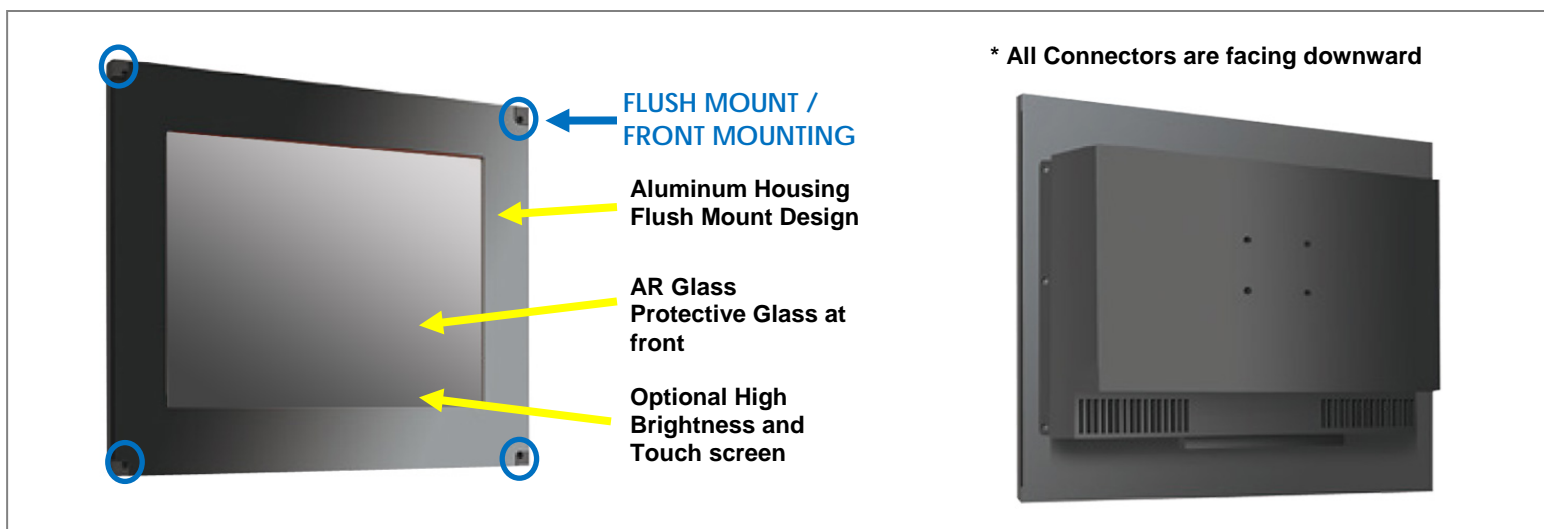 * All Connectors are facing downward
FLUSH MOUNT /
FRONT MOUNTING
Aluminum Housing
Flush Mount Design
AR Glass
Protective Glass at
front
Optional High
Brightness and
Touch screen